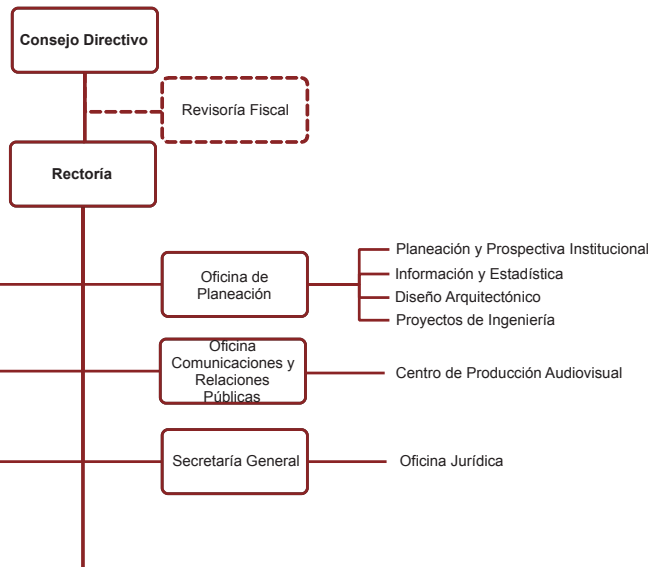 Consejo Directivo
Revisoría Fiscal
Rectoría
Oficina de
Planeación
Planeación y Prospectiva Institucional
Información y Estadística
Diseño Arquitectónico
Proyectos de Ingeniería
Oficina
Comunicaciones y
Relaciones
Públicas
Centro de Producción Audiovisual
Secretaría General
Oficina Jurídica